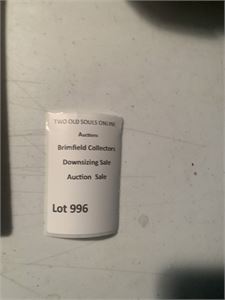 TWO OLD SOULS ONLINE
Auctions
Brimfield Collectors
Downsizing Sale
Auction Sale
Lot 996